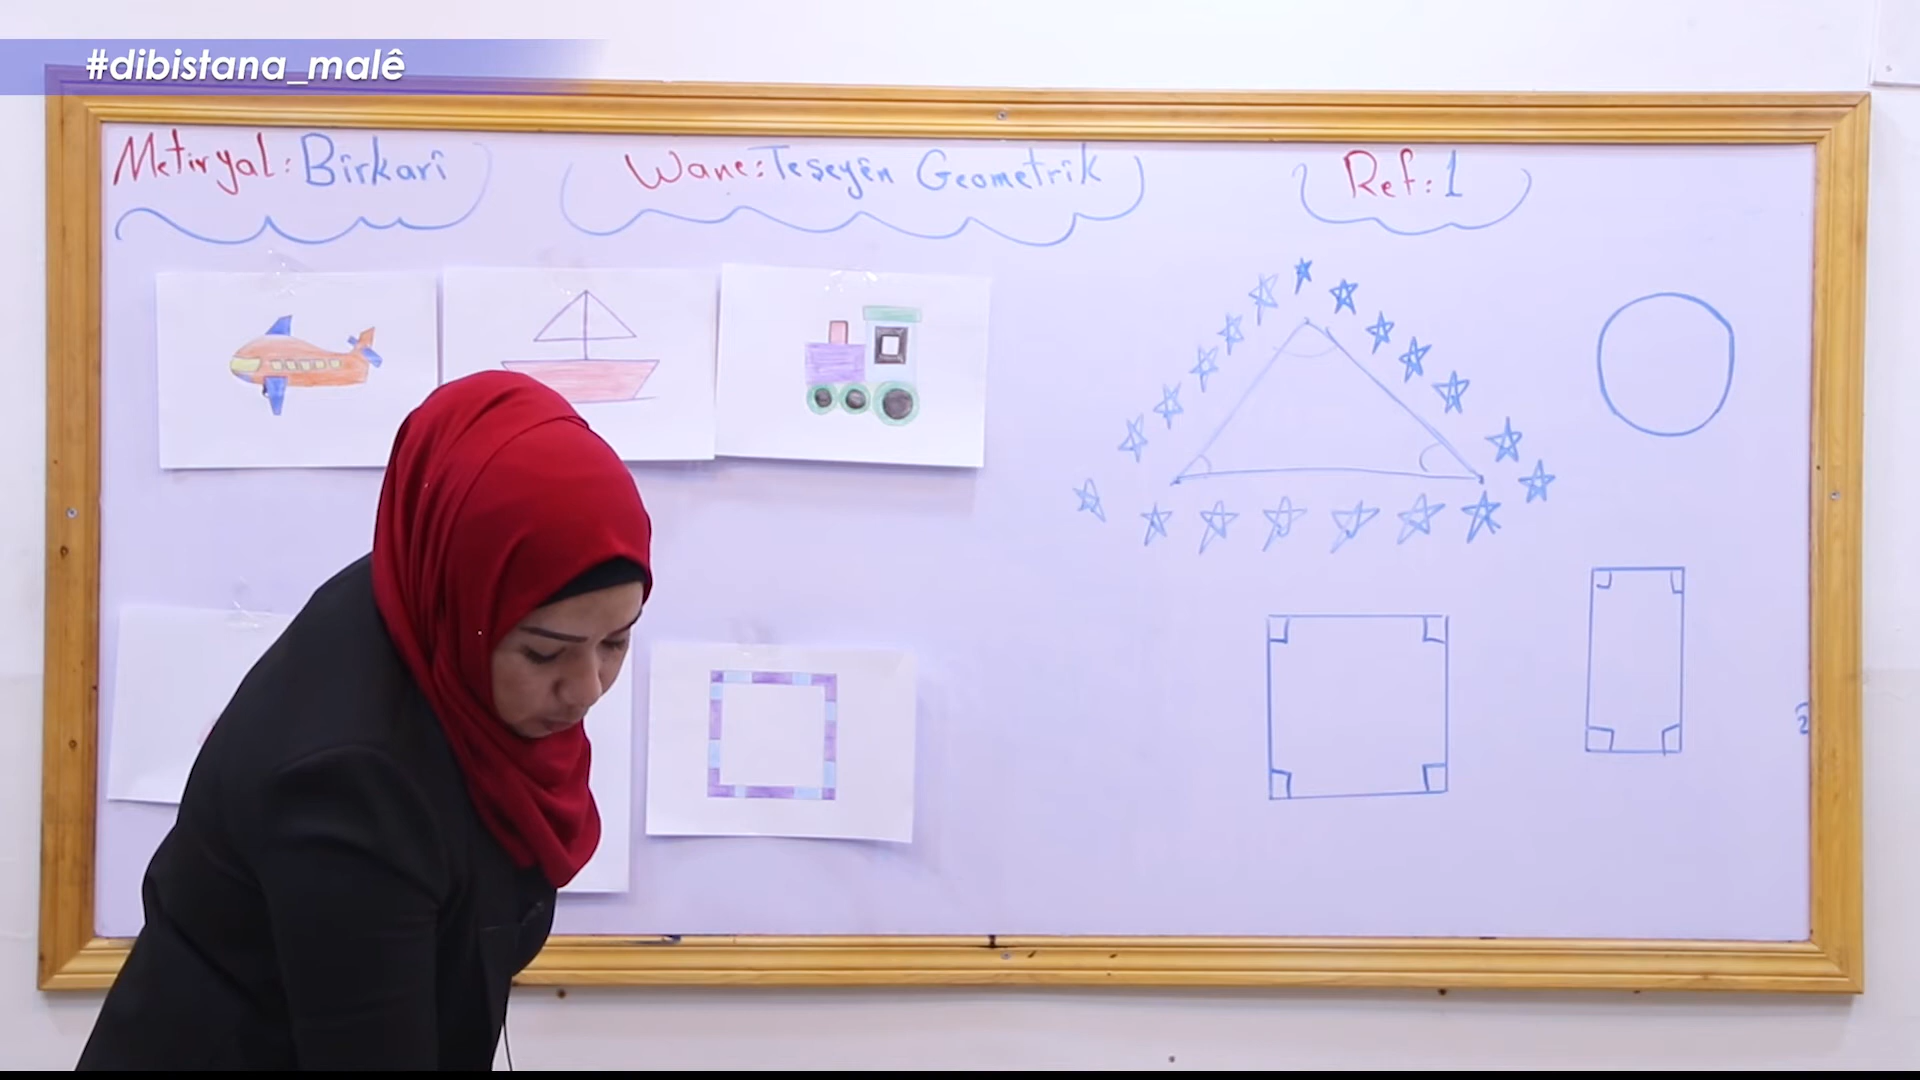 #dibistana_malê
Metiryal: Bîrkarî
Wane: Teşeyên Geometrîk
Ref: 1